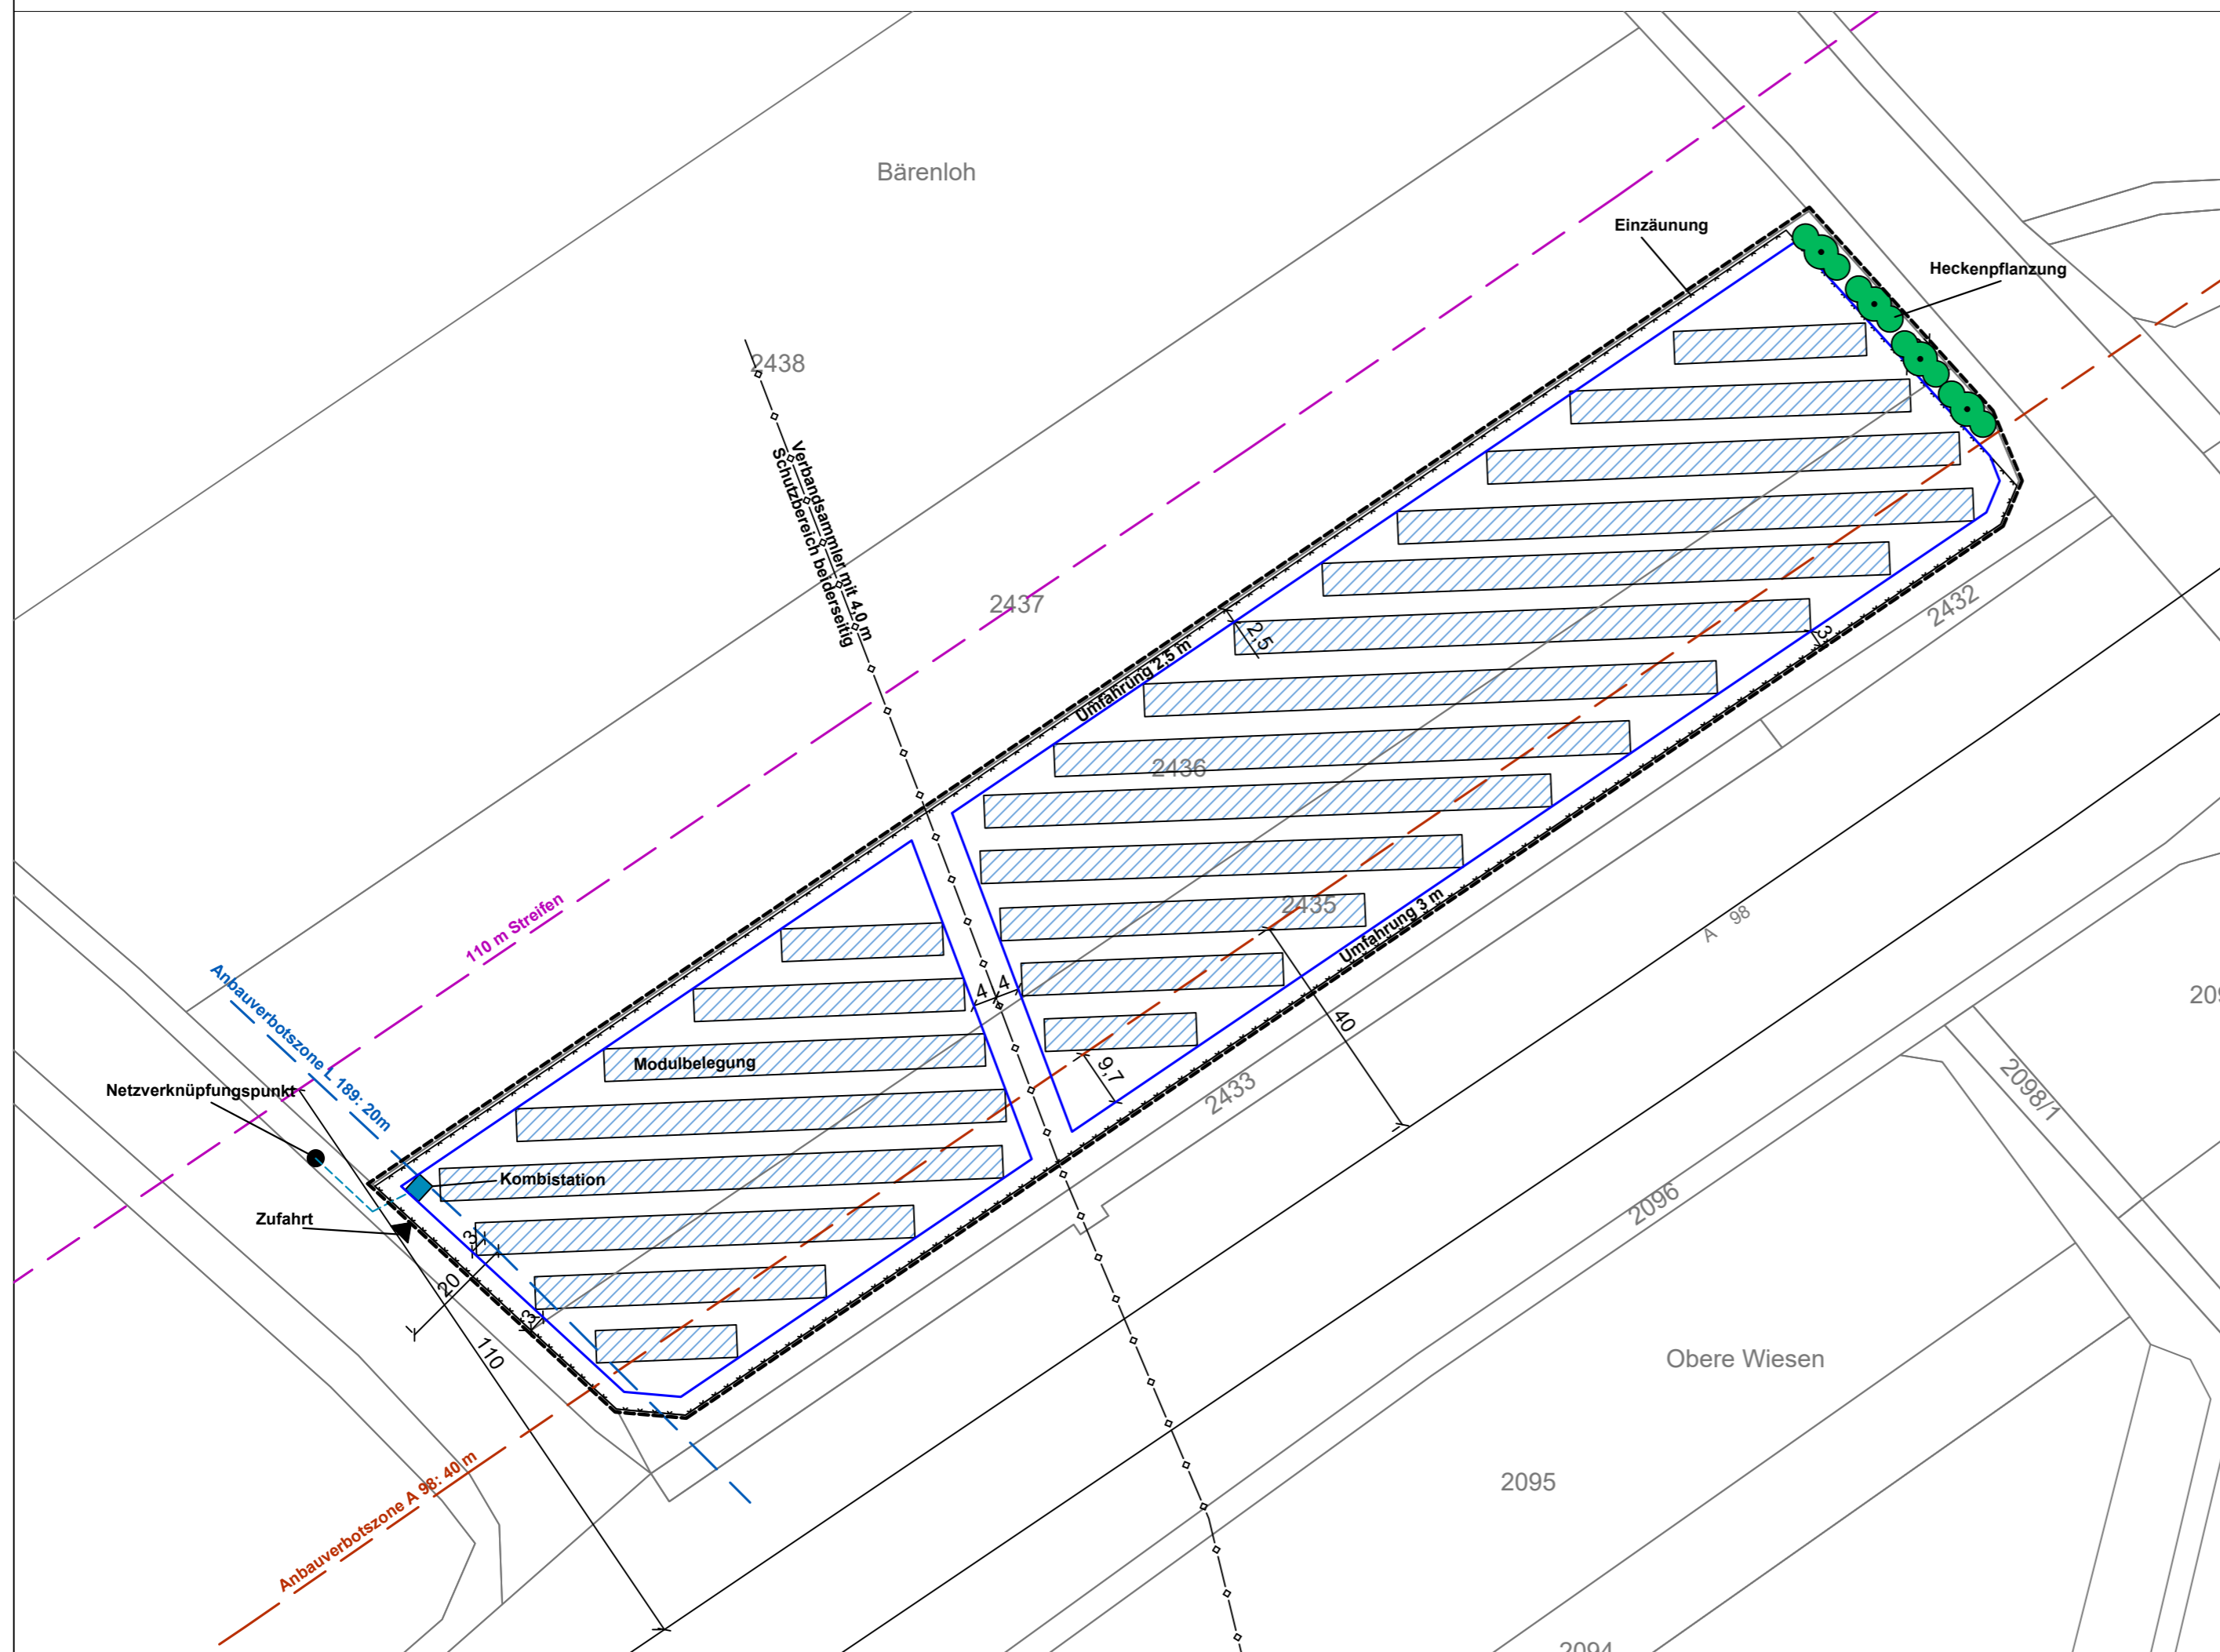 Bärenloh
Einzäunung
Heckenpflanzung
2438
Verbandsammler mit 4,0 m
Schutzbereich beiderseitig
2437
2432
2,5
3
Umfahrung 2,5 m
2436
2435
Umfahrung 3 m
A 98
110 m Streifen
Anbauverbotszone L 189: 20m
4
4
40
9,7
Modulbelegung
2433
2098/1
Netzverknüpfungspunkt
Kombistation
Zufahrt
2096
3
20
3
110
Obere Wiesen
Anbauverbotszone A 98: 40 m
2095
2094